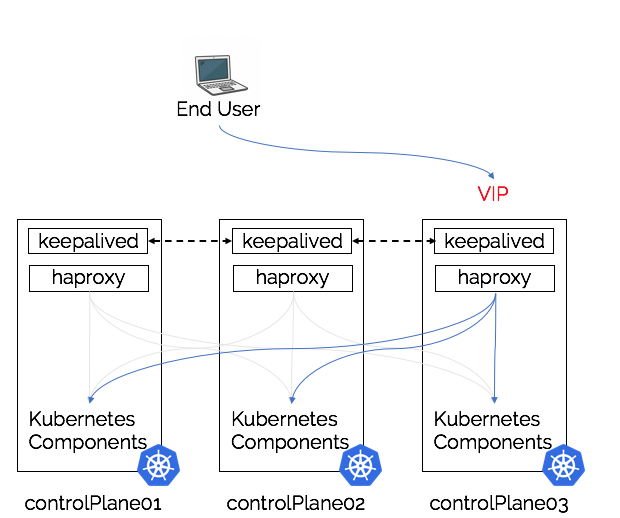 End User
VIP
keepalived
keepalived
keepalived
haproxy
haproxy
haproxy
Kubernetes
Components
Kubernetes
Components
Kubernetes
Components
controlPlane01
controlPlane02
controlPlane03